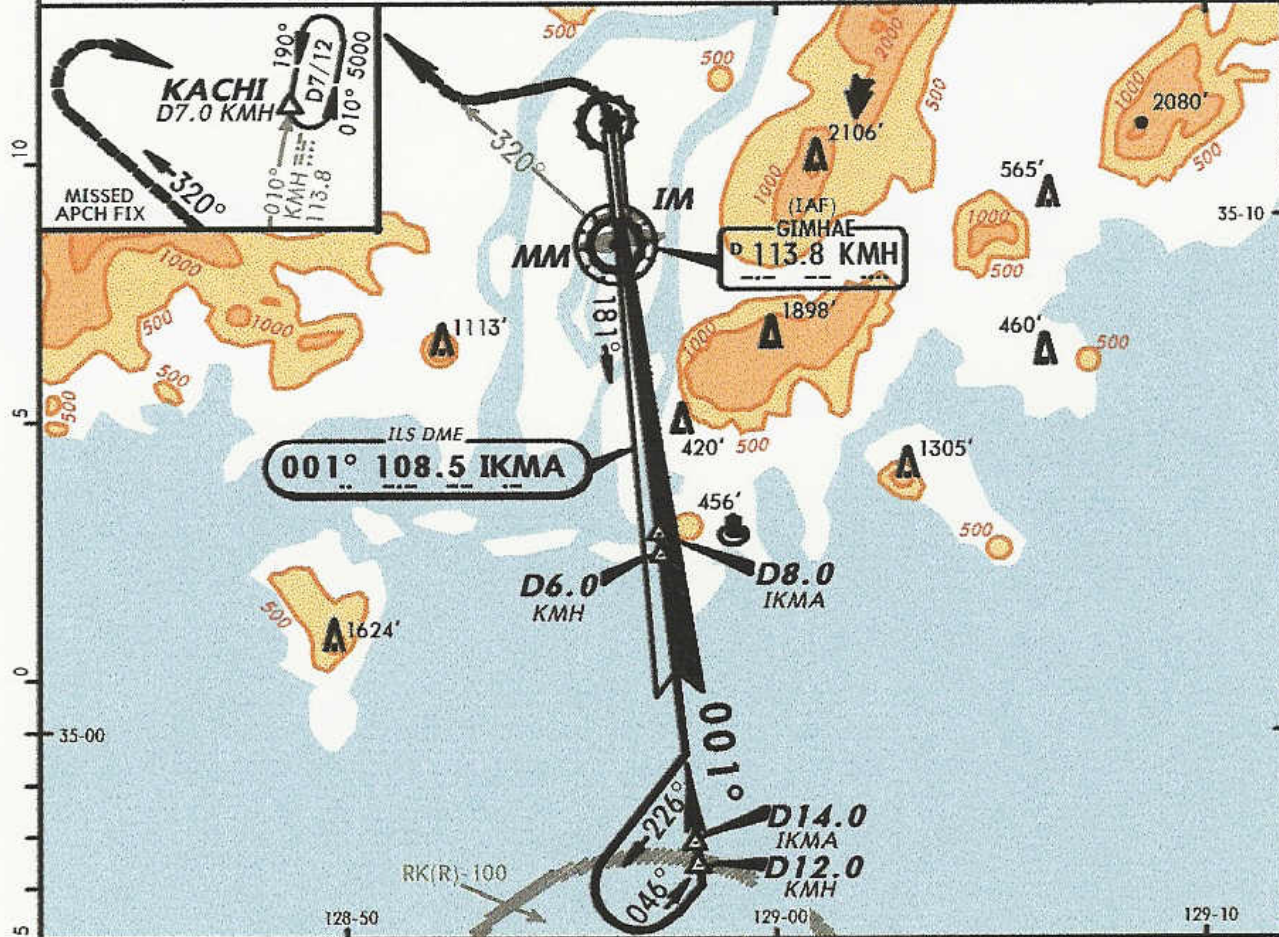 190°
D7/12
010° 5000
KACHI
D7.0 KMH
010°
KMH
113.8
320°
MISSED
APCH FIX
500
500
2000
500
1000
2080'
500
10
320°
2106'
1000
565'
IM
(IAF)
GIMHAE
D 113.8 KMH
MM
1000
500
35-10
1000
500
1000
500
1113'
181°
1000
1898'
460'
500
500
500
5
ILS DME
001° 108.5 IKMA
420'
500
1305'
456'
500
D6.0
KMH
D8.0
IKMA
500
1624'
0
35-00
001°
226°
D14.0
IKMA
D12.0
KMH
RK(R)-100
046°
5
128-50
129-00
129-10